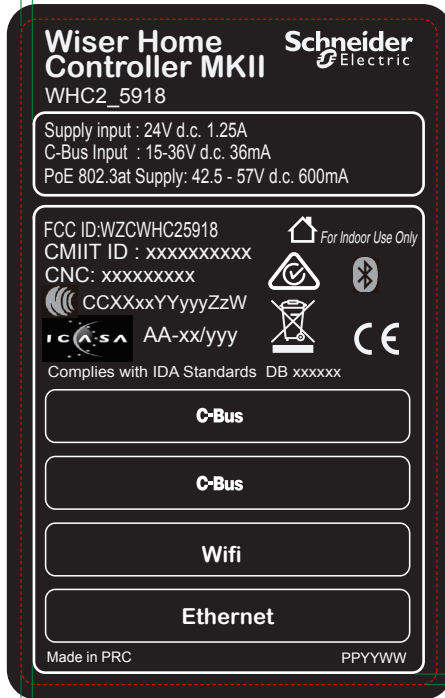 Wiser Home
Controller MKII
Schneider
Electric
WHC2_5918
Supply input : 24V d.c. 1.25A
C-Bus Input : 15-36V d.c. 36mA
PoE 802.3at Supply: 42.5 - 57V d.c. 600mA
FCC ID:WZCWHC25918
For Indoor Use Only
CMIIT ID : xxxxxxxxxx
CNC: xxxxxxxxx
CCXXxxYYyyyZzW
ICASA
AA-xx/yyy
CE
Complies with IDA Standards DB xxxxxx
C-Bus
C-Bus
Wifi
Ethernet
Made in PRC
PPYYWW